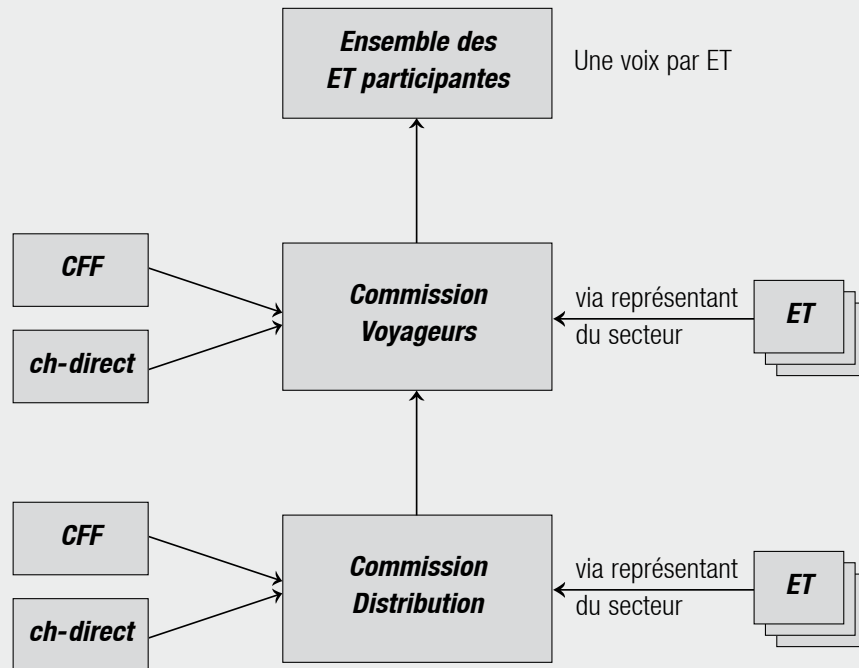 Ensemble des
ET participantes
Une voix par ET
CFF
ch-direct
Commission
Voyageurs
via représentant
du secteur
ET
CFF
ch-direct
Commission
Distribution
via représentant
du secteur
ET